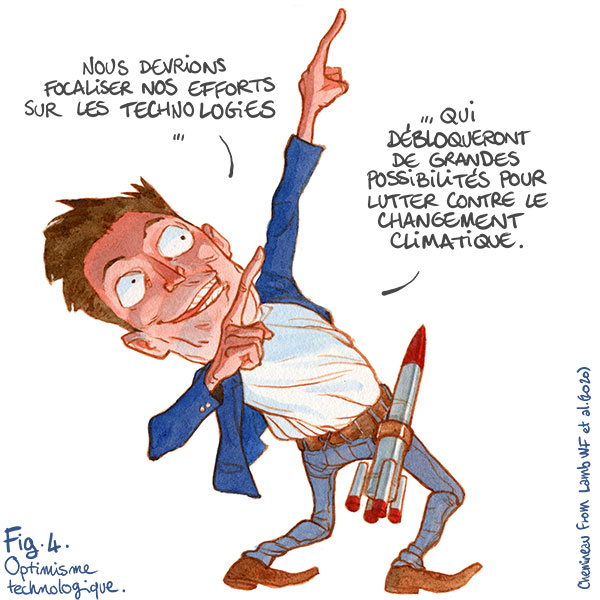 NOUS DEVRIONS
FOCALISER NOS EFFORTS
SUR LES TECHNOLOGIES
...
... QUI
DÉBLOQUERONT
DE GRANDES
POSSIBILITÉS POUR
LUTTER CONTRE LE
CHANGEMENT
CLIMATIQUE.
Fig. 4.
Optimisme
technologique.
Chemineau From Lamb WF et al. (2020)